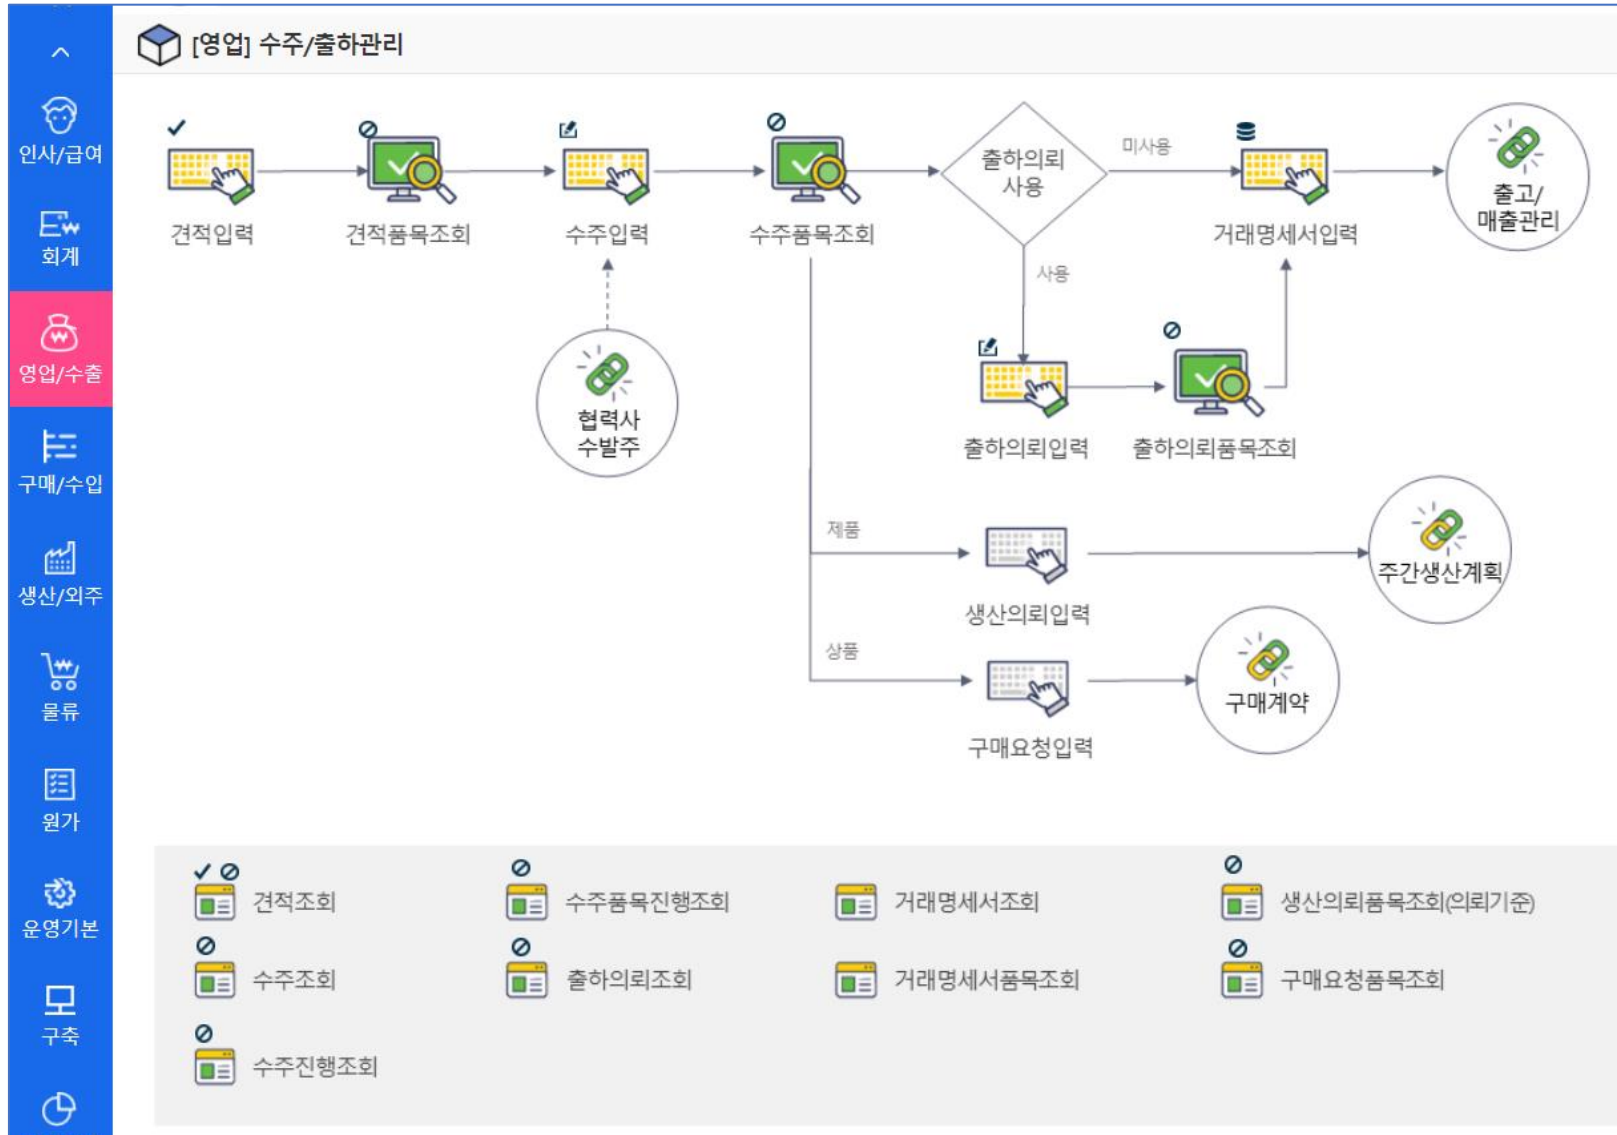 [영업] 수주/출하관리
인사/급여
회계
영업/수출
구매/수입
생산/외주
물류
원가
운영기본
구축
견적입력
견적품목조회
수주입력
수주품목조회
출하의뢰
사용
미사용
거래명세서입력
출고/
매출관리
사용
협력사
수발주
출하의뢰입력
출하의뢰품목조회
제품
생산의뢰입력
주간생산계획
상품
구매요청입력
구매계약
견적조회
수주품목진행조회
거래명세서조회
생산의뢰품목조회(의뢰기준)
수주조회
출하의뢰조회
거래명세서품목조회
구매요청품목조회
수주진행조회